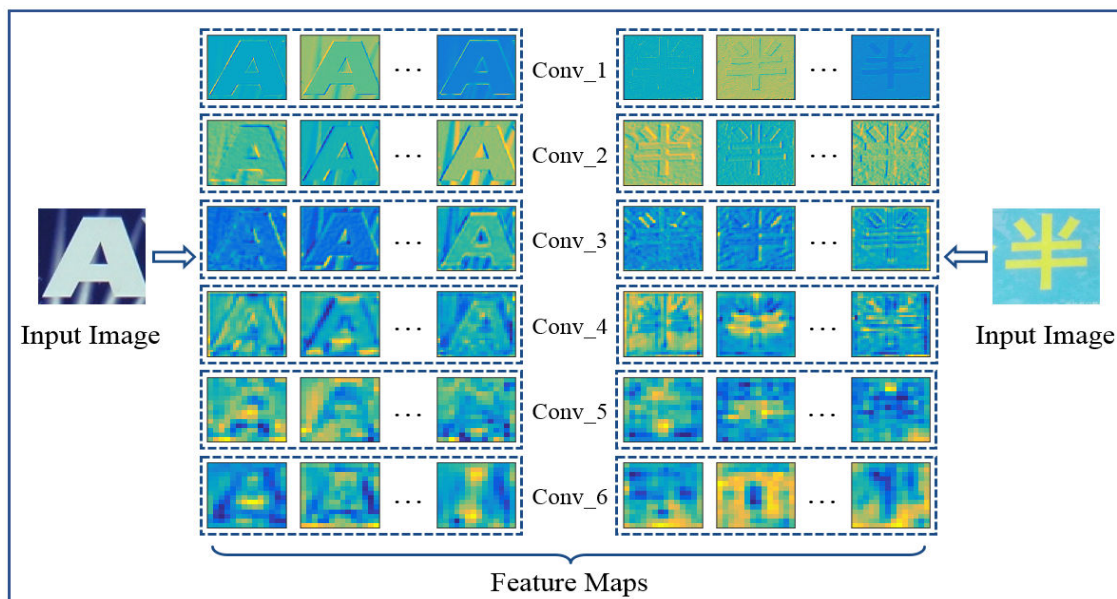 A
Input Image
Conv_1
Conv_2
Conv_3
Conv_4
Conv_5
Conv_6
半
Input Image
Feature Maps